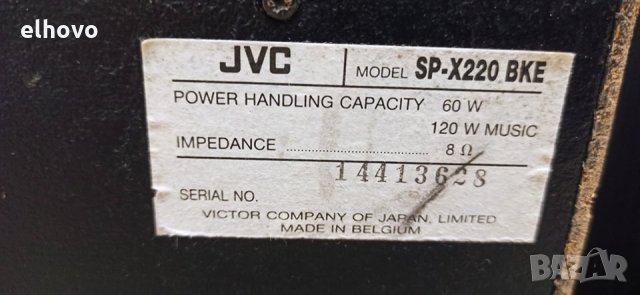 elhovo
JVC MODEL SP-X220 BKE
POWER HANDLING CAPACITY 60 W
120 W MUSIC
IMPEDANCE ........................ 8 Ω
14413628
SERIAL NO.
VICTOR COMPANY OF JAPAN, LIMITED
MADE IN BELGIUM
BAZAR